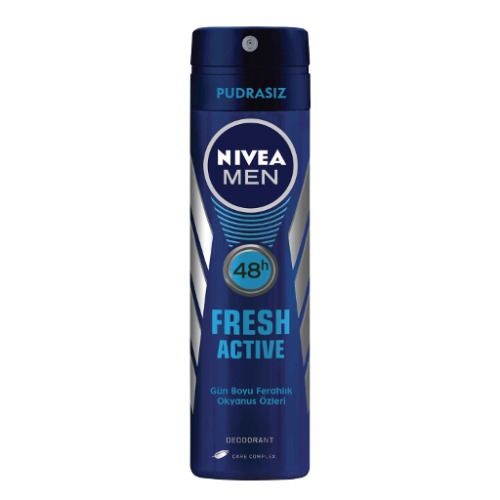 PUDRASIZ
NIVEA
MEN
48h
FRESH
ACTIVE
Gün Boyu Ferahlık
Okyanus Özleri
DEODORANT
CARE COMPLEX